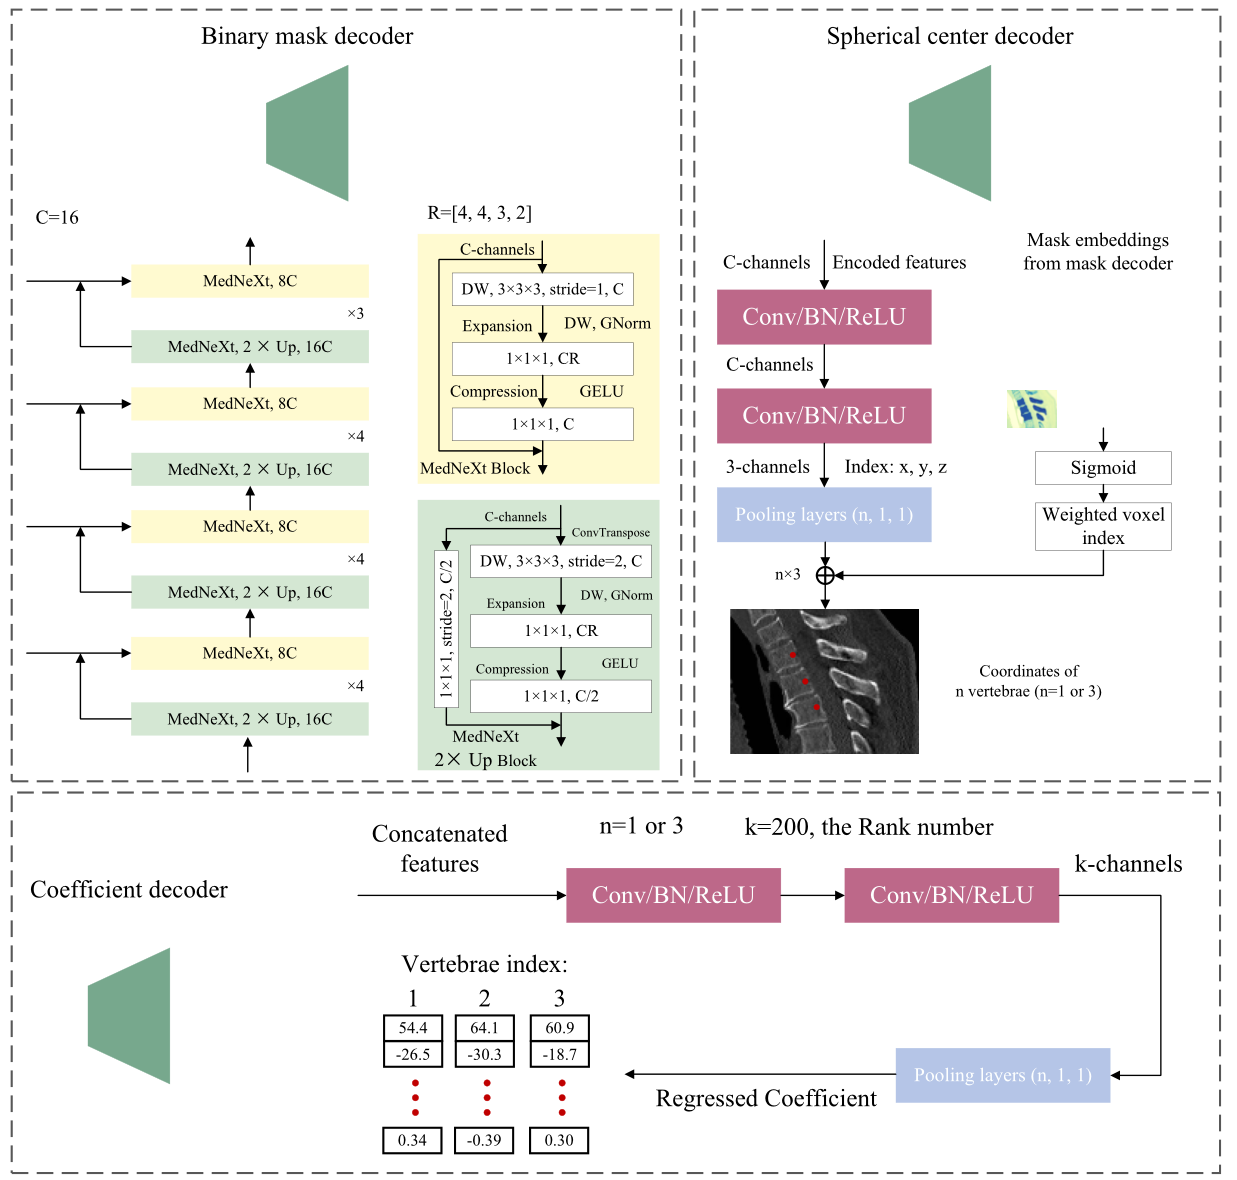 Binary mask decoder
C=16
MedNeXt, 8C
×3
MedNeXt, 2 × Up, 16C
MedNeXt, 8C
×4
MedNeXt, 2 × Up, 16C
MedNeXt, 8C
×4
MedNeXt, 2 × Up, 16C
MedNeXt, 8C
×4
MedNeXt, 2 × Up, 16C
R=[4, 4, 3, 2]
C-channels
DW, 3×3×3, stride=1, C
Expansion
DW, GNorm
1×1×1, CR
Compression
GELU
1×1×1, C
MedNeXt Block
C-channels
ConvTranspose
1×1×1, stride=2, C/2
DW, 3×3×3, stride=2, C
Expansion
DW, GNorm
1×1×1, CR
Compression
GELU
1×1×1, C/2
MedNeXt
2× Up Block
Spherical center decoder
C-channels
Encoded features
Mask embeddings
from mask decoder
Conv/BN/ReLU
C-channels
Conv/BN/ReLU
3-channels
Index: x, y, z
Pooling layers (n, 1, 1)
Sigmoid
Weighted voxel
index
n×3
Coordinates of
n vertebrae (n=1 or 3)
Coefficient decoder
Concatenated
features
n=1 or 3
k=200, the Rank number
Conv/BN/ReLU
Conv/BN/ReLU
k-channels
Pooling layers (n, 1, 1)
Regressed Coefficient
Vertebrae index:
1 2 3
54.4 64.1 60.9
-26.5 -30.3 -18.7
0.34 -0.39 0.30